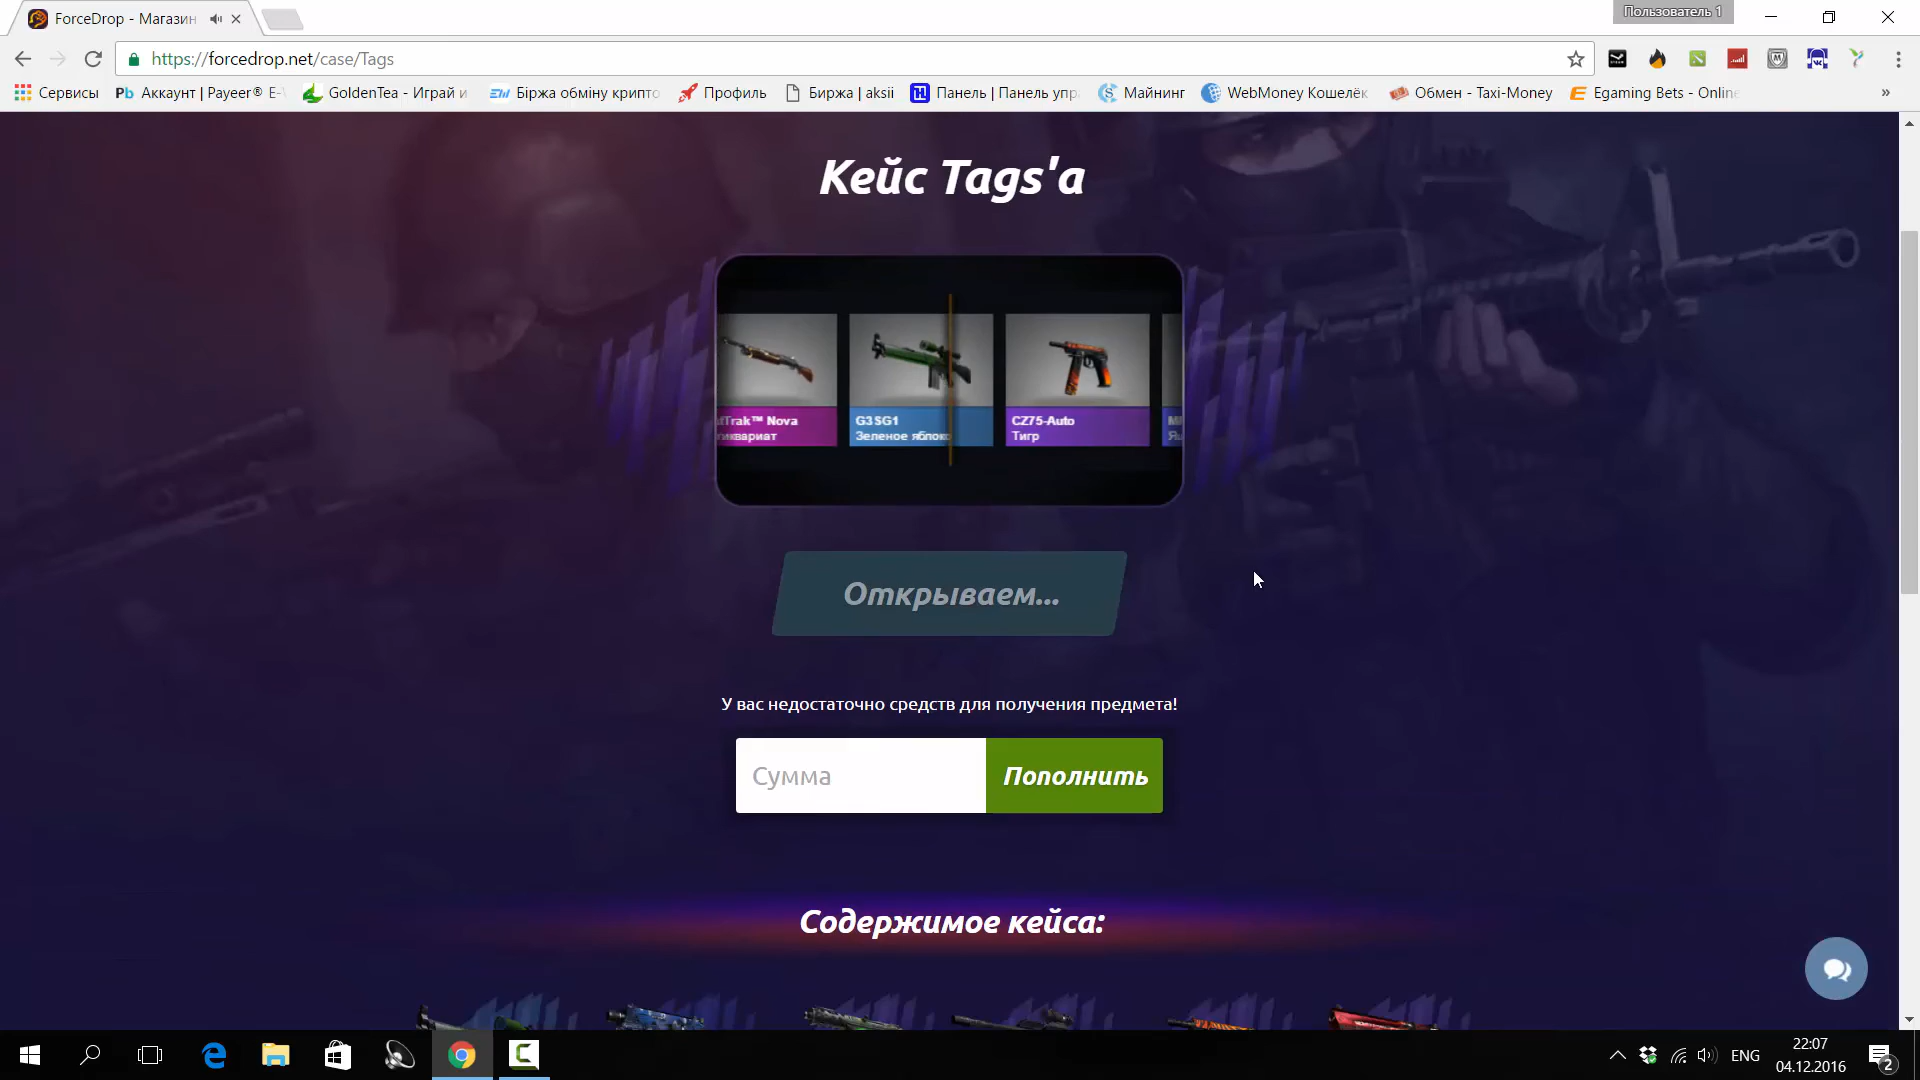 ForceDrop - Магазин
Пользователь 1
https://forcedrop.net/case/Tags
Сервисы
Аккаунт | Payeer® E-
GoldenTea - Играй и
Біржа обміну крипто
Профиль
Биржа | aksii
Панель | Панель упр
Майнинг
WebMoney Кошелёк
Обмен - Taxi-Money
Egaming Bets - Online
»
Кейс Tags'а
tTrak™ Nova
тиквариат
G3SG1
Зеленое яблоко
CZ75-Auto
Тигр
Открываем...
У вас недостаточно средств для получения предмета!
Сумма
Пополнить
Содержимое кейса:
ENG
22:07
04.12.2016
2